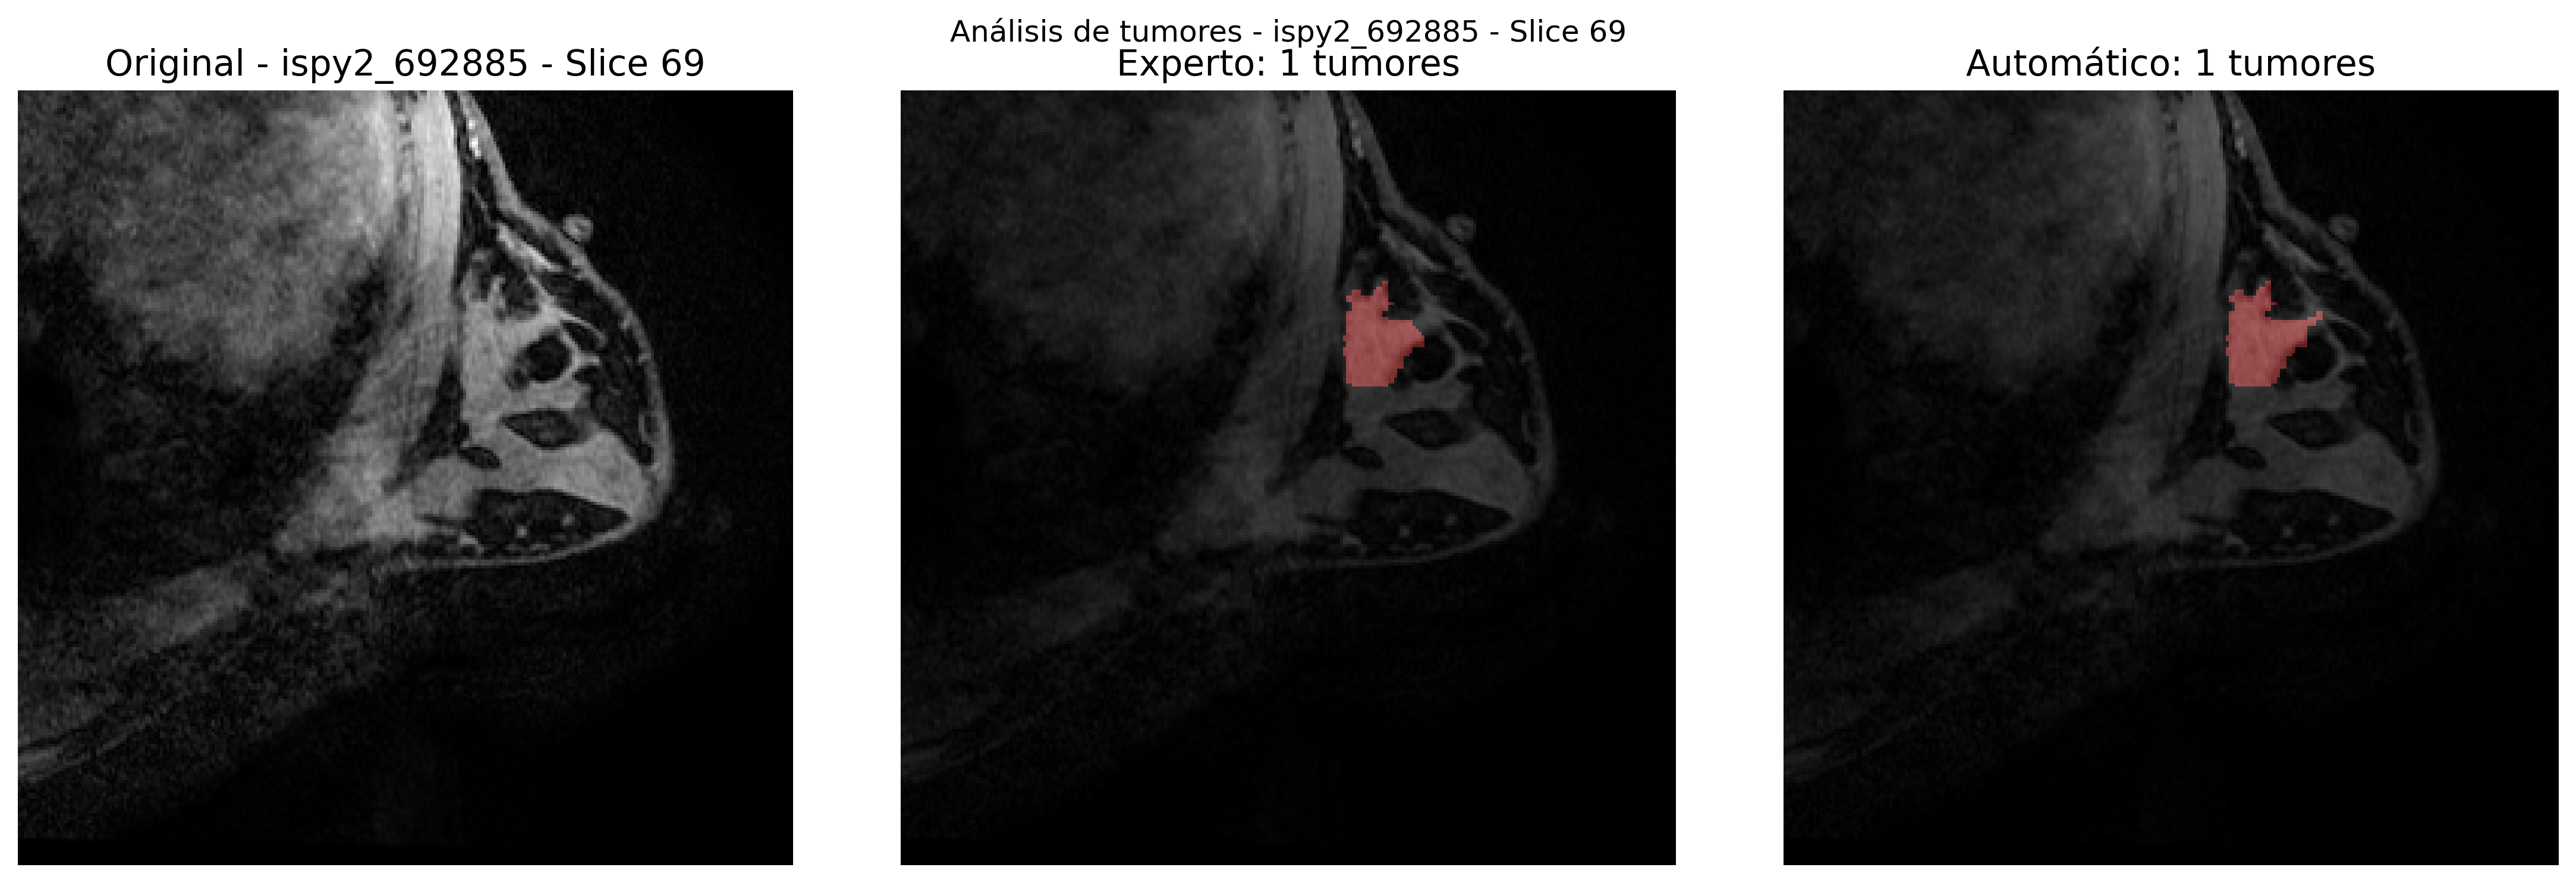 Análisis de tumores - ispy2_692885 - Slice 69
Original - ispy2_692885 - Slice 69
Experto: 1 tumores
Automático: 1 tumores